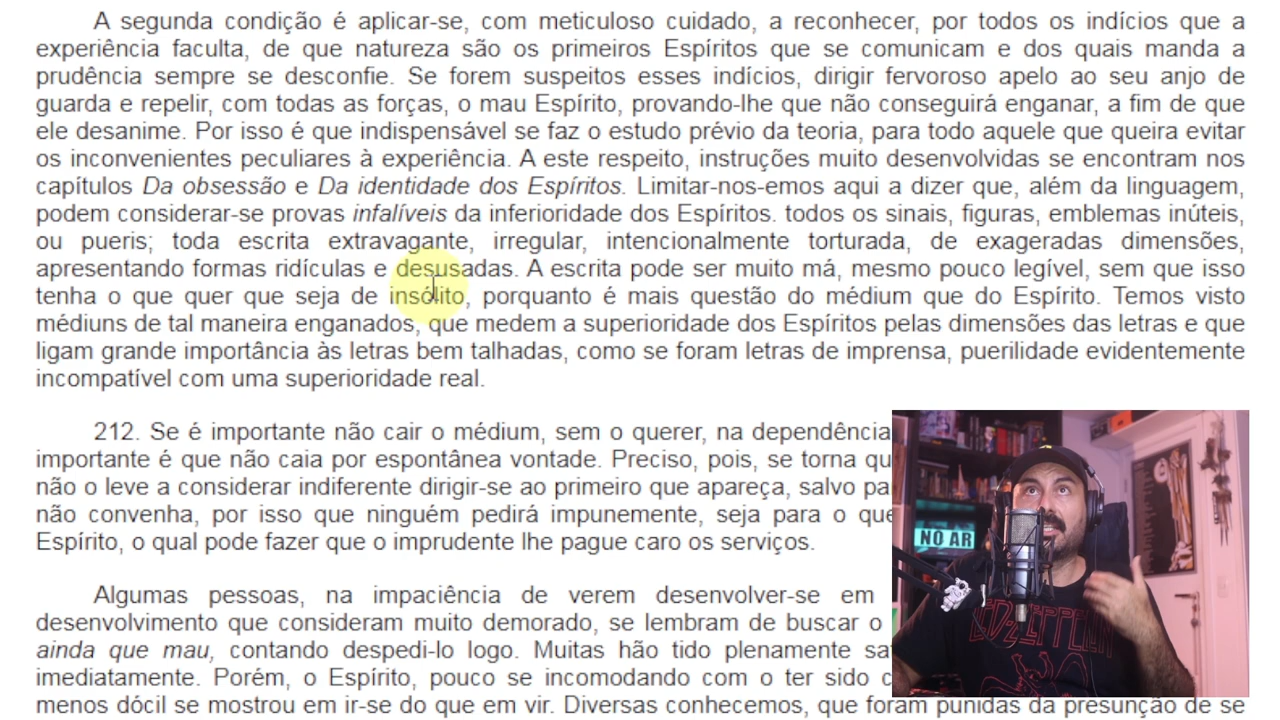 A segunda condição é aplicar-se, com meticuloso cuidado, a reconhecer, por todos os indícios que a
experiência faculta, de que natureza são os primeiros Espíritos que se comunicam e dos quais manda a
prudência sempre se desconfie. Se forem suspeitos esses indícios, dirigir fervoroso apelo ao seu anjo de
guarda e repelir, com todas as forças, o mau Espírito, provando-lhe que não conseguirá enganar, a fim de que
ele desanime. Por isso é que indispensável se faz o estudo prévio da teoria, para todo aquele que queira evitar
os inconvenientes peculiares à experiência. A este respeito, instruções muito desenvolvidas se encontram nos
capítulos Da obsessão e Da identidade dos Espíritos. Limitar-nos-emos aqui a dizer que, além da linguagem,
podem considerar-se provas infalíveis da inferioridade dos Espíritos. todos os sinais, figuras, emblemas inúteis,
ou pueris; toda escrita extravagante, irregular, intencionalmente torturada, de exageradas dimensões,
apresentando formas ridículas e desusadas. A escrita pode ser muito má, mesmo pouco legível, sem que isso
tenha o que quer que seja de insólito, porquanto é mais questão do médium que do Espírito. Temos visto
médiuns de tal maneira enganados, que medem a superioridade dos Espíritos pelas dimensões das letras e que
ligam grande importância às letras bem talhadas, como se foram letras de imprensa, puerilidade evidentemente
incompatível com uma superioridade real.
212. Se é importante não cair o médium, sem o querer, na dependência
importante é que não caia por espontânea vontade. Preciso, pois, se torna qu
não o leve a considerar indiferente dirigir-se ao primeiro que apareça, salvo pa
não convenha, por isso que ninguém pedirá impunemente, seja para o que
Espírito, o qual pode fazer que o imprudente lhe pague caro os serviços.
Algumas pessoas, na impaciência de verem desenvolver-se em
desenvolvimento que consideram muito demorado, se lembram de buscar o
ainda que mau, contando despedi-lo logo. Muitas hão tido plenamente sa
imediatamente. Porém, o Espírito, pouco se incomodando com o ter sido c
menos dócil se mostrou em ir-se do que em vir. Diversas conhecemos, que foram punidas da presunção de se
NO AR
LED ZEPPELIN